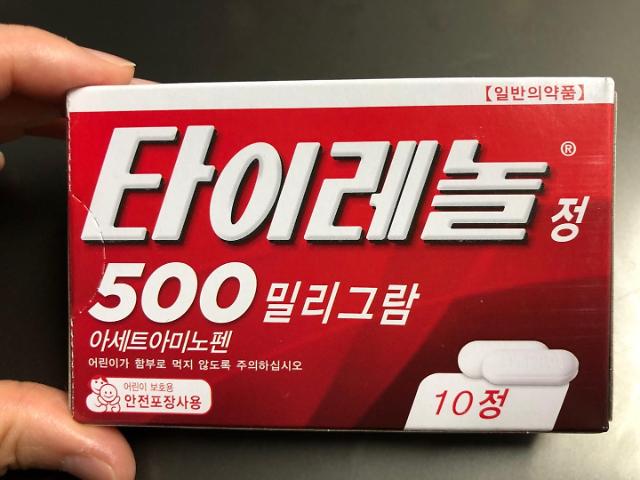 【일반의약품】
타이레놀® 정
500 밀리그람
아세트아미노펜
어린이가 함부로 먹지 않도록 주의하십시오
어린이 보호용
안전포장사용
10정